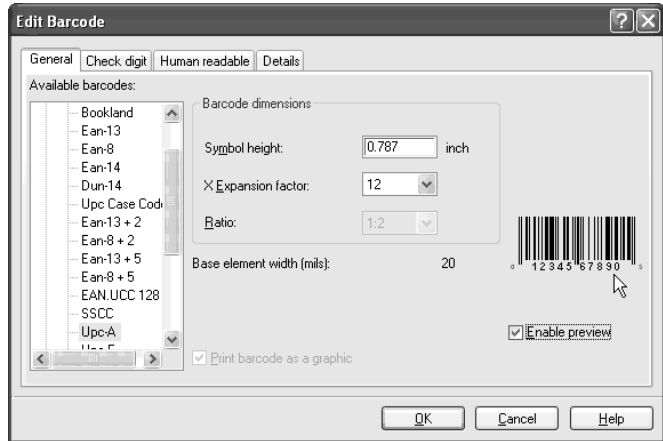 Edit Barcode
General Check digit Human readable Details
Available barcodes:
Bookland
Ean-13
Ean-8
Ean-14
Dun-14
Upc Case Code
Ean-13 + 2
Ean-8 + 2
Ean-13 + 5
Ean-8 + 5
EAN.UCC 128
SSCC
Upc-A
Barcode dimensions
Symbol height: 0.787 inch
X Expansion factor: 12
Ratio: 1:2
Base element width (mils): 20
0 12345 67890 5
Enable preview
Print barcode as a graphic
OK Cancel Help